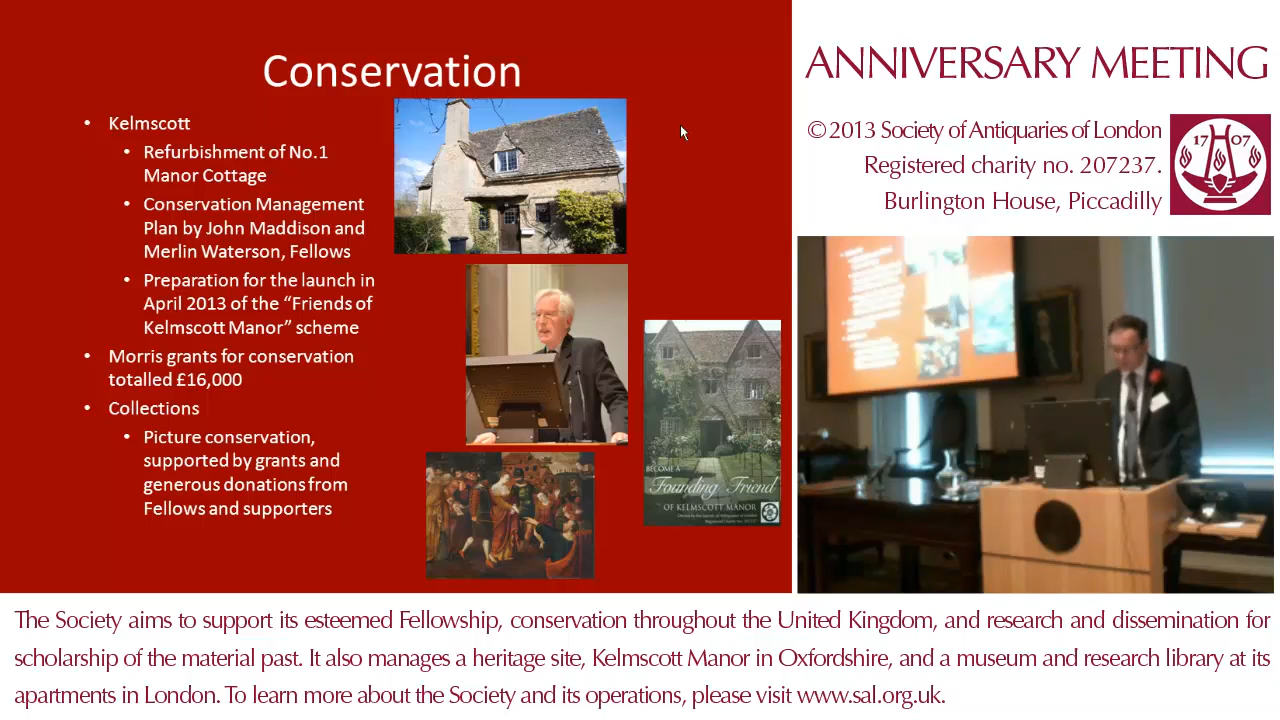 Conservation
• Kelmscott
• Refurbishment of No.1
Manor Cottage
• Conservation Management
Plan by John Maddison and
Merlin Waterson, Fellows
• Preparation for the launch in
April 2013 of the “Friends of
Kelmscott Manor” scheme
• Morris grants for conservation
totalled £16,000
• Collections
• Picture conservation,
supported by grants and
generous donations from
Fellows and supporters
BECOME A
Founding Friend
OF KELMSCOTT MANOR
ANNIVERSARY MEETING
© 2013 Society of Antiquaries of London
Registered charity no. 207237.
Burlington House, Piccadilly
17 07
The Society aims to support its esteemed Fellowship, conservation throughout the United Kingdom, and research and dissemination for
scholarship of the material past. It also manages a heritage site, Kelmscott Manor in Oxfordshire, and a museum and research library at its
apartments in London. To learn more about the Society and its operations, please visit www.sal.org.uk.